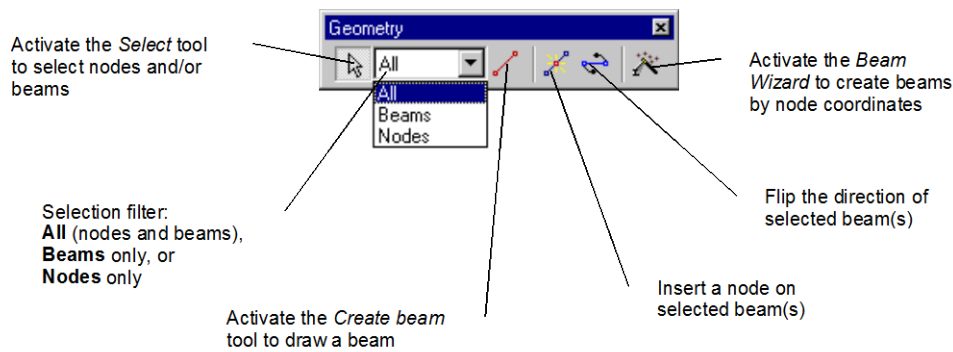 Geometry
Activate the Select tool
to select nodes and/or
beams
All
All
Beams
Nodes
Activate the Beam
Wizard to create beams
by node coordinates
Selection filter:
All (nodes and beams),
Beams only, or
Nodes only
Flip the direction of
selected beam(s)
Insert a node on
selected beam(s)
Activate the Create beam
tool to draw a beam